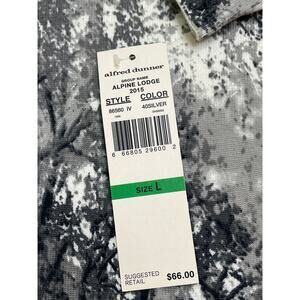 alfred dunner
GROUP NAME
ALPINE LODGE
2015
STYLE COLOR
86560 IV 40SILVER
6 66805 29600 2
SIZE L
SUGGESTED
RETAIL $66.00